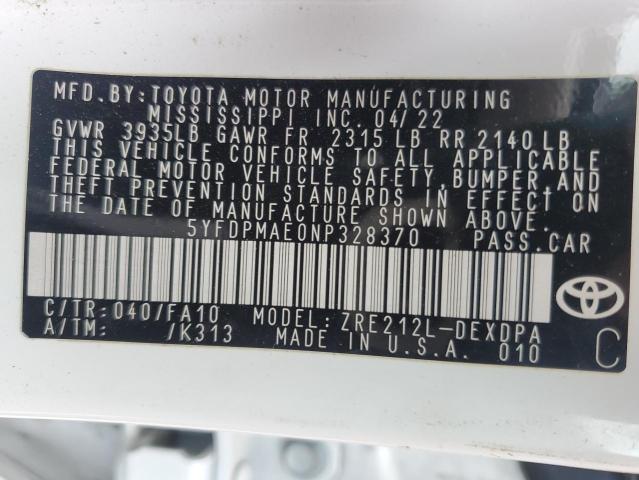 MFD.BY:TOYOTA MOTOR MANUFACTURING
MISSISSIPPI INC. 04/22
GVWR 3935LB GAWR FR 2315 LB RR 2140 LB
THIS VEHICLE CONFORMS TO ALL APPLICABLE
FEDERAL MOTOR VEHICLE SAFETY,BUMPER,AND
THEFT PREVENTION STANDARDS IN EFFECT ON
THE DATE OF MANUFACTURE SHOWN ABOVE.
5YFDPMAE0NP328370 PASS.CAR
C/TR:040/FA10 MODEL:ZRE212L-DEXDPA
A/TM: /K313 MADE IN U.S.A. 010
C